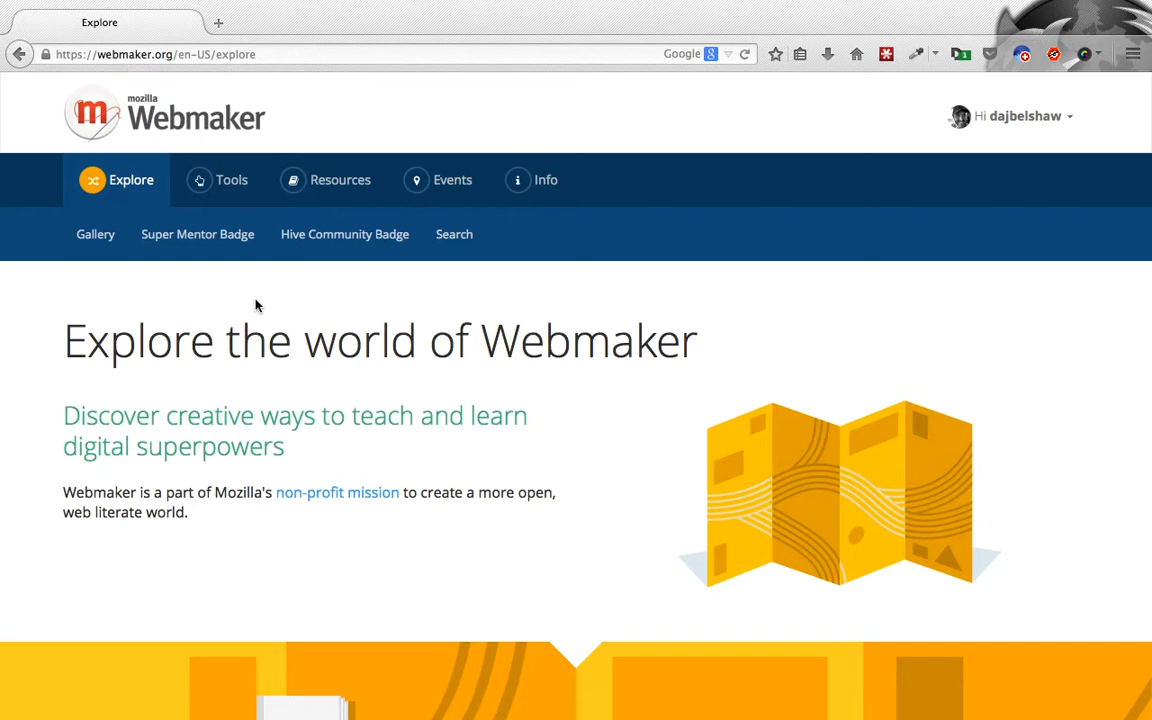 Explore
https://webmaker.org/en-US/explore
Google
mozilla
Webmaker
Hi dajbelshaw
Explore
Tools
Resources
Events
Info
Gallery
Super Mentor Badge
Hive Community Badge
Search
Explore the world of Webmaker
Discover creative ways to teach and learn
digital superpowers
Webmaker is a part of Mozilla's non-profit mission to create a more open,
web literate world.